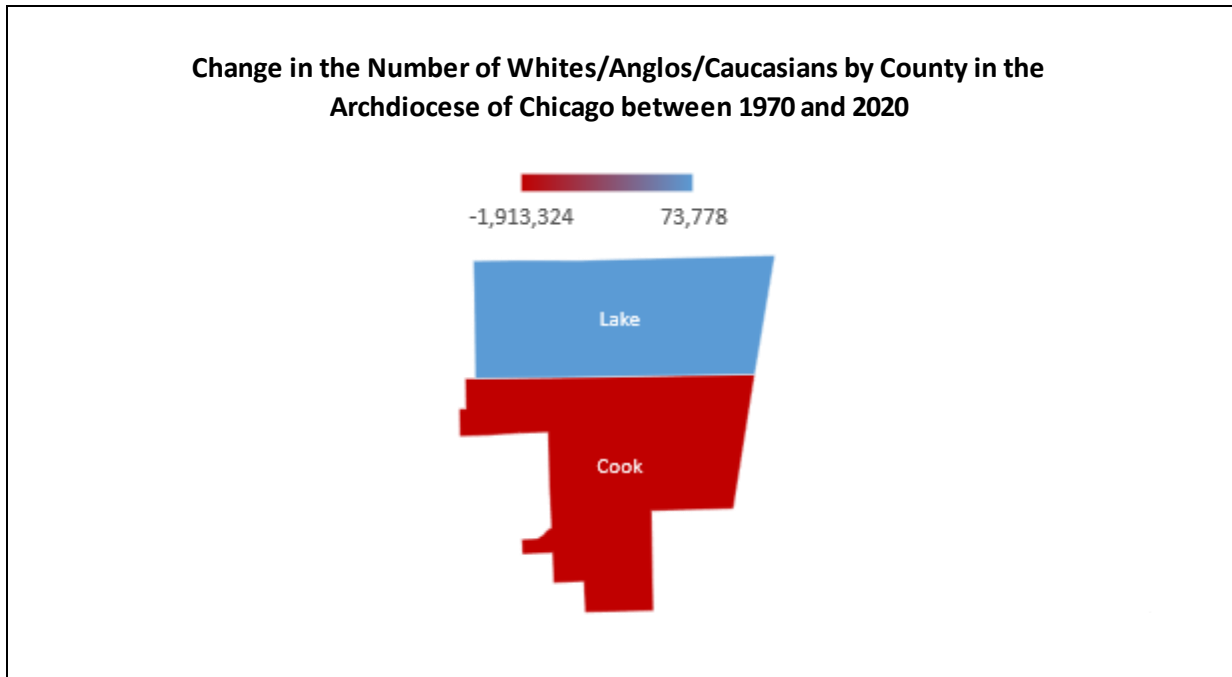 Change in the Number of Whites/Anglos/Caucasians by County in the
Archdiocese of Chicago between 1970 and 2020
-1,913,324 73,778
Lake
Cook